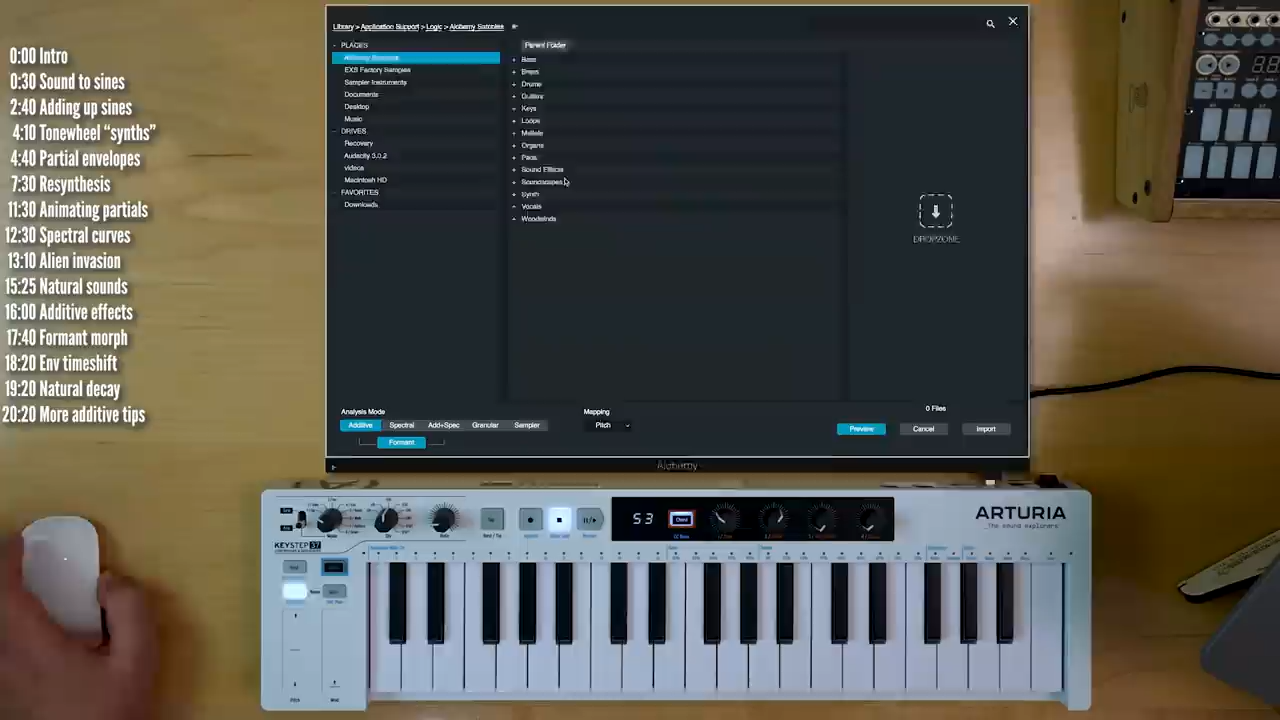 0:00 Intro
0:30 Sound to sines
2:40 Adding up sines
4:10 Tonewheel “synths”
4:40 Partial envelopes
7:30 Resynthesis
11:30 Animating partials
12:30 Spectral curves
13:10 Alien invasion
15:25 Natural sounds
16:00 Additive effects
17:40 Formant morph
18:20 Env timeshift
19:20 Natural decay
20:20 More additive tips
Library > Application Support > Logic > Alchemy Samples
PLACES
Alchemy Samples
EXS Factory Samples
Sampler Instruments
Documents
Desktop
Music
DRIVES
Recovery
Audacity 3.0.2
videos
Macintosh HD
FAVORITES
Downloads
Parent Folder
Bass
Brass
Drums
Guitars
Keys
Loops
Mallets
Organs
Pads
Sound Effects
Soundscapes
Synth
Vocals
Woodwinds
DROPZONE
0 Files
Analysis Mode
Additive Spectral Add+Spec Granular Sampler
Formant
Mapping
Pitch
Preview Cancel Import
Alchemy
ARTURIA
The sound explorers
KEYSTEP 37
53
Chord
Pitch
Mod